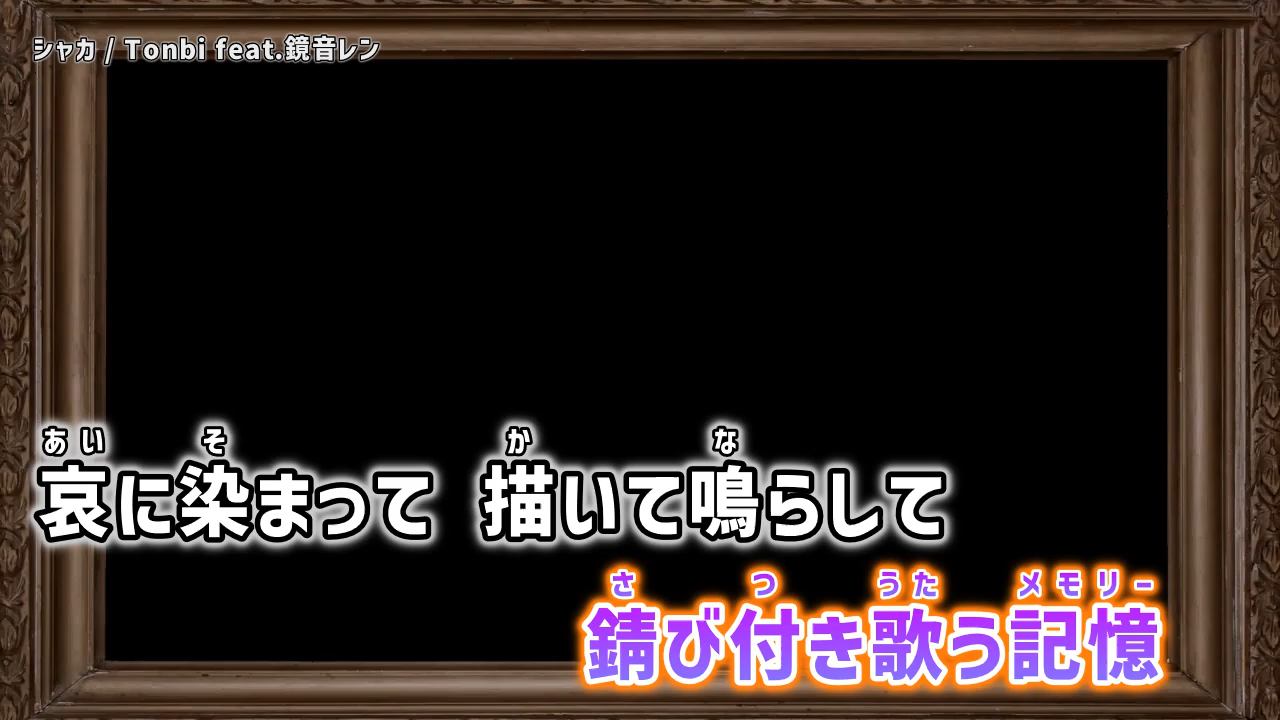 シャカ / Tonbi feat.鏡音レン
あい そ か な
哀に染まって 描いて鳴らして
さ つ うた メモリー
錆び付き歌う記憶